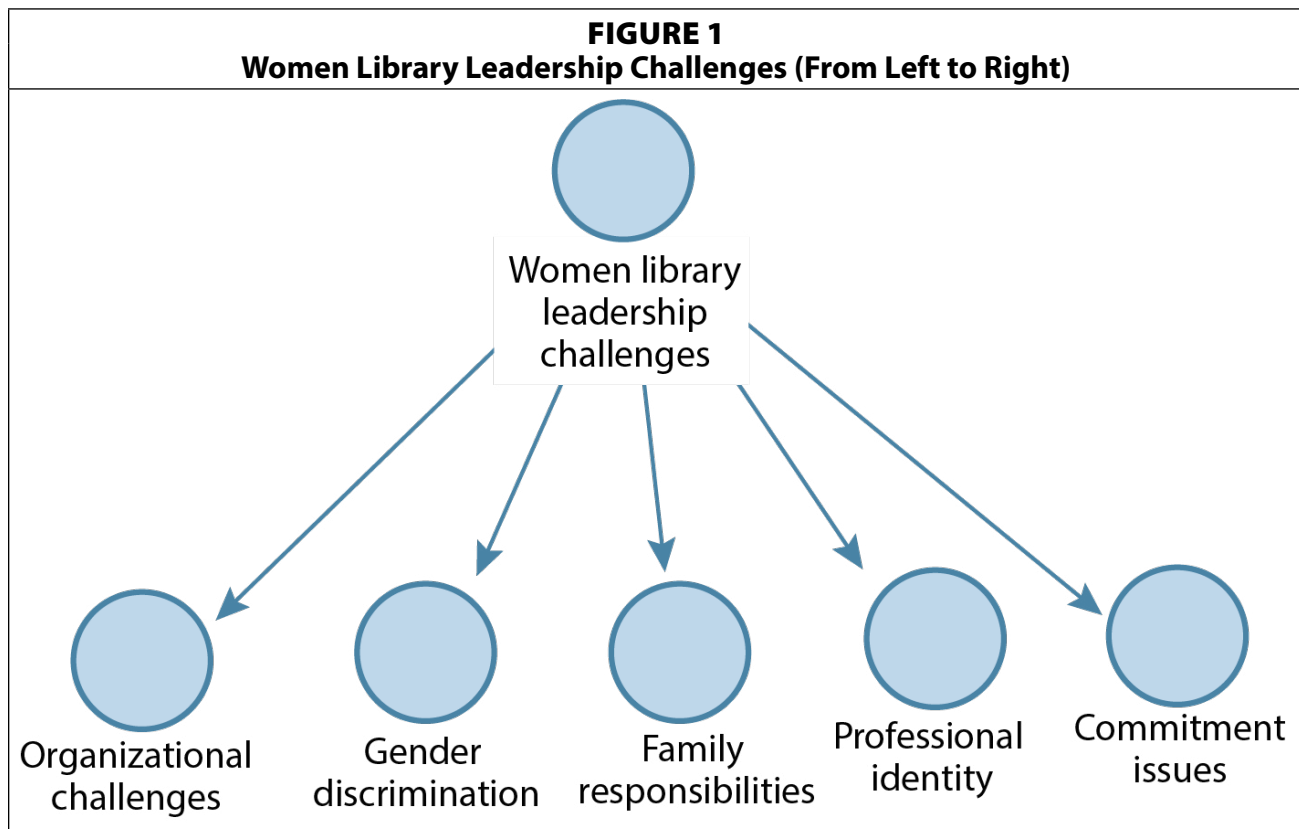 FIGURE 1
Women Library Leadership Challenges (From Left to Right)
Women library
leadership
challenges
Organizational
challenges
Gender
discrimination
Family
responsibilities
Professional
identity
Commitment
issues